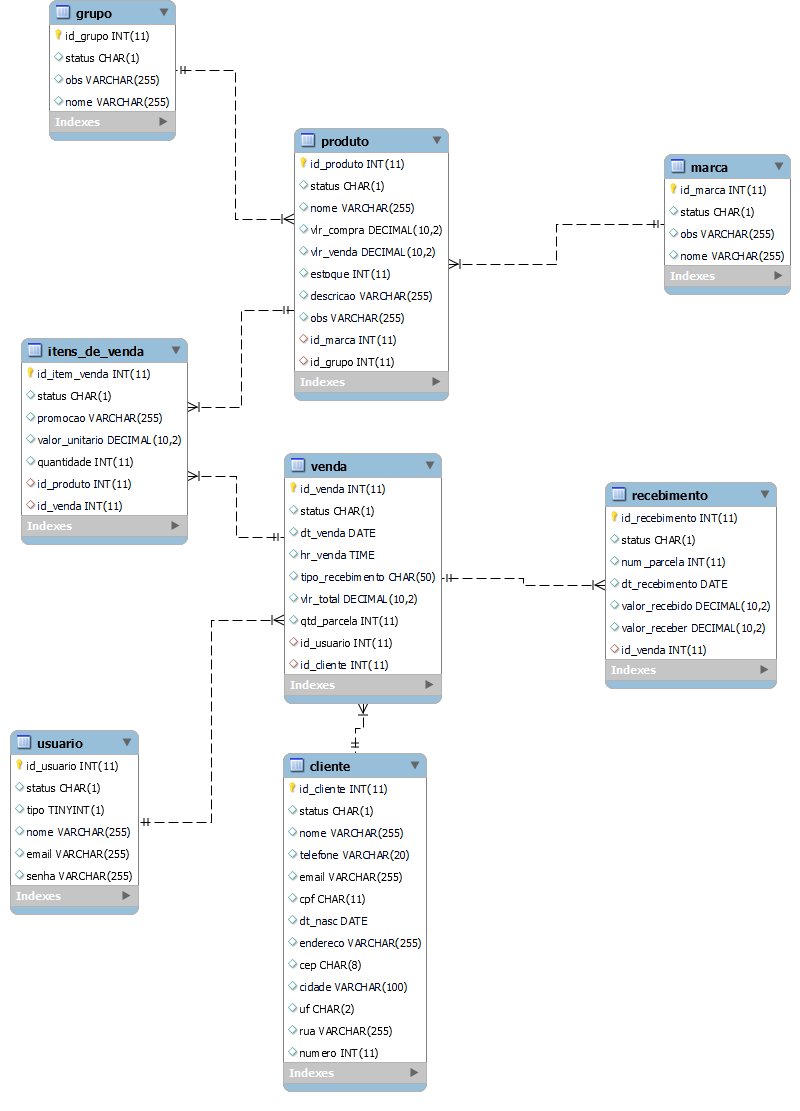 grupo
id_grupo INT(11)
status CHAR(1)
obs VARCHAR(255)
nome VARCHAR(255)
Indexes
produto
id_produto INT(11)
status CHAR(1)
nome VARCHAR(255)
vlr_compra DECIMAL(10,2)
vlr_venda DECIMAL(10,2)
estoque INT(11)
descricao VARCHAR(255)
obs VARCHAR(255)
id_marca INT(11)
id_grupo INT(11)
Indexes
marca
id_marca INT(11)
status CHAR(1)
obs VARCHAR(255)
nome VARCHAR(255)
Indexes
itens_de_venda
id_item_venda INT(11)
status CHAR(1)
promocao VARCHAR(255)
valor_unitario DECIMAL(10,2)
quantidade INT(11)
id_produto INT(11)
id_venda INT(11)
Indexes
venda
id_venda INT(11)
status CHAR(1)
dt_venda DATE
hr_venda TIME
tipo_recebimento CHAR(50)
vlr_total DECIMAL(10,2)
qtd_parcela INT(11)
id_usuario INT(11)
id_cliente INT(11)
Indexes
recebimento
id_recebimento INT(11)
status CHAR(1)
num_parcela INT(11)
dt_recebimento DATE
valor_recebido DECIMAL(10,2)
valor_receber DECIMAL(10,2)
id_venda INT(11)
Indexes
usuario
id_usuario INT(11)
status CHAR(1)
tipo TINYINT(1)
nome VARCHAR(255)
email VARCHAR(255)
senha VARCHAR(255)
Indexes
cliente
id_cliente INT(11)
status CHAR(1)
nome VARCHAR(255)
telefone VARCHAR(20)
email VARCHAR(255)
cpf CHAR(11)
dt_nasc DATE
endereco VARCHAR(255)
cep CHAR(8)
cidade VARCHAR(100)
uf CHAR(2)
rua VARCHAR(255)
numero INT(11)
Indexes